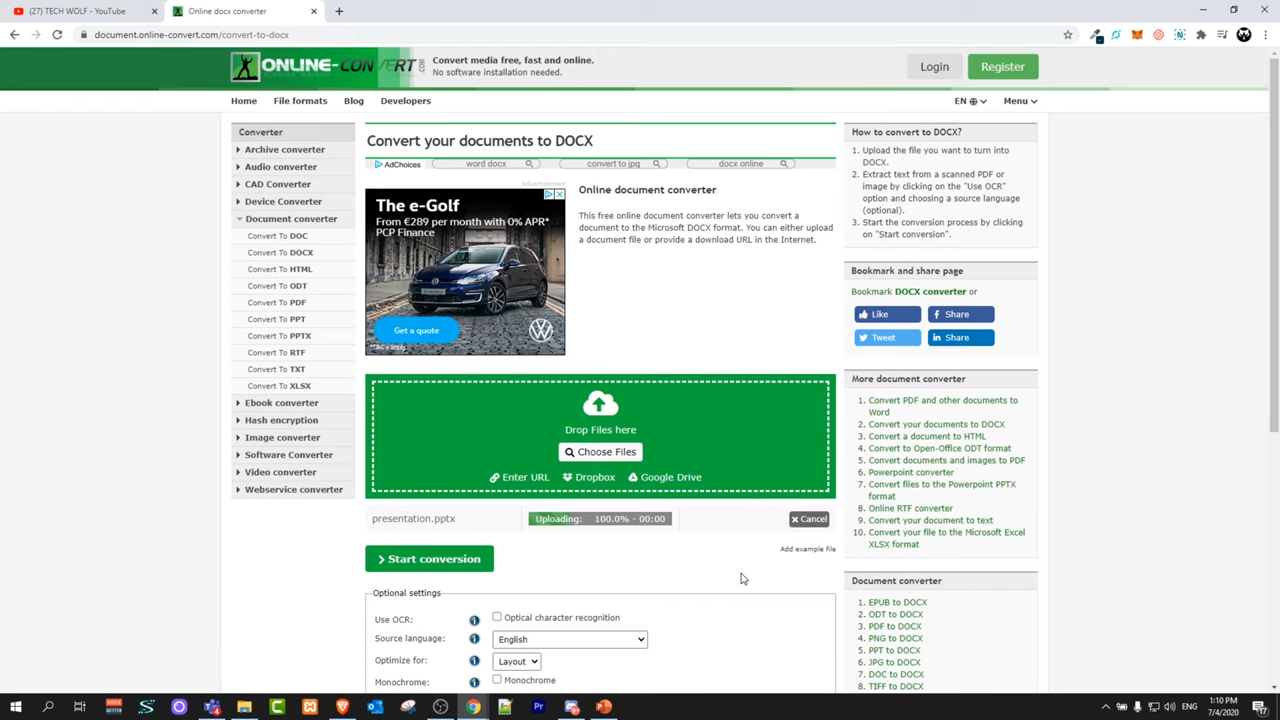 (27) TECH WOLF - YouTube
Online docx converter
document.online-convert.com/convert-to-docx
ONLINE-CONVERT.COM
Convert media free, fast and online.
No software installation needed.
Login
Register
Home
File formats
Blog
Developers
EN
Menu
Converter
Archive converter
Audio converter
CAD Converter
Device Converter
Document converter
Convert To DOC
Convert To DOCX
Convert To HTML
Convert To ODT
Convert To PDF
Convert To PPT
Convert To PPTX
Convert To RTF
Convert To TXT
Convert To XLSX
Ebook converter
Hash encryption
Image converter
Software Converter
Video converter
Webservice converter
Convert your documents to DOCX
AdChoices
word docx
convert to jpg
docx online
Advertisement
The e-Golf
From €289 per month with 0% APR*
PCP Finance
Get a quote
*T&C's apply.
Online document converter
This free online document converter lets you convert a
document to the Microsoft DOCX format. You can either upload
a document file or provide a download URL in the Internet.
Drop Files here
Choose Files
Enter URL
Dropbox
Google Drive
presentation.pptx
Uploading: 100.0% - 00:00
Cancel
Add example file
Start conversion
Optional settings
Use OCR:
Optical character recognition
Source language:
English
Optimize for:
Layout
Monochrome:
Monochrome
How to convert to DOCX?
1. Upload the file you want to turn into
DOCX.
2. Extract text from a scanned PDF or
image by clicking on the "Use OCR"
option and choosing a source language
(optional).
3. Start the conversion process by clicking
on "Start conversion".
Bookmark and share page
Bookmark DOCX converter or
Like
Share
Tweet
Share
More document converter
1. Convert PDF and other documents to
Word
2. Convert your documents to DOCX
3. Convert a document to HTML
4. Convert to Open-Office ODT format
5. Convert documents and images to PDF
6. Powerpoint converter
7. Convert files to the Powerpoint PPTX
format
8. Online RTF converter
9. Convert your document to text
10. Convert your file to the Microsoft Excel
XLSX format
Document converter
1. EPUB to DOCX
2. ODT to DOCX
3. PDF to DOCX
4. PNG to DOCX
5. PPT to DOCX
6. JPG to DOCX
7. DOC to DOCX
8. TIFF to DOCX
1:10 PM
7/4/2020